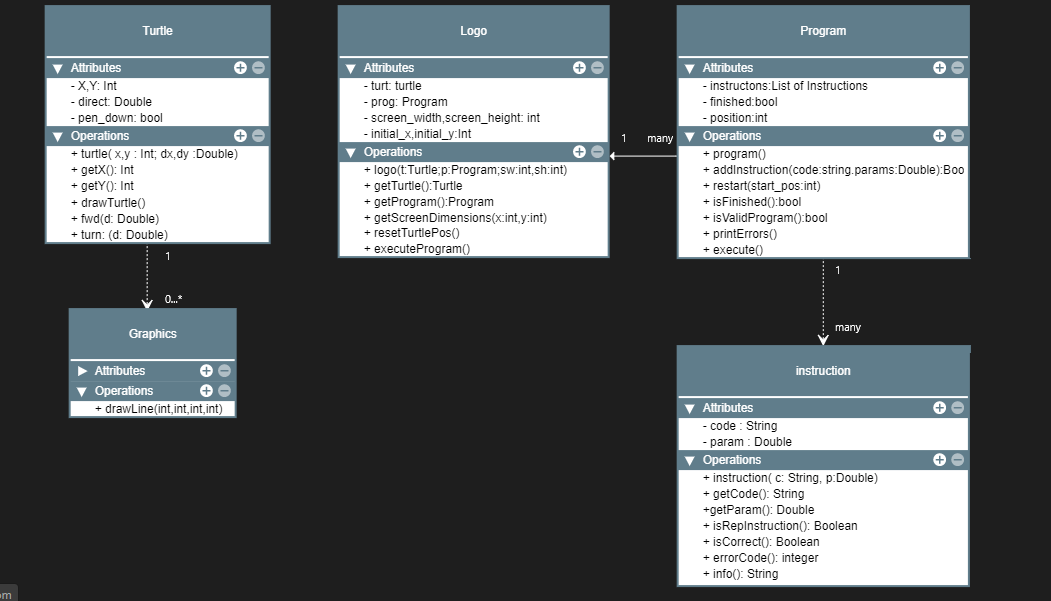 Turtle
Attributes
- X,Y: Int
- direct: Double
- pen_down: bool
Operations
+ turtle( x,y : Int; dx,dy :Double)
+ getX(): Int
+ getY(): Int
+ drawTurtle()
+ fwd(d: Double)
+ turn: (d: Double)
1
0...*
Graphics
Attributes
Operations
+ drawLine(int,int,int,int)
Logo
Attributes
- turt: turtle
- prog: Program
- screen_width,screen_height: int
- initial_x,initial_y:Int
Operations
+ logo(t:Turtle;p:Program;sw:int,sh:int)
+ getTurtle():Turtle
+ getProgram():Program
+ getScreenDimensions(x:int,y:int)
+ resetTurtlePos()
+ executeProgram()
1 many
Program
Attributes
- instructons:List of Instructions
- finished:bool
- position:int
Operations
+ program()
+ addInstruction(code:string.params:Double):Boo
+ restart(start_pos:int)
+ isFinished():bool
+ isValidProgram():bool
+ printErrors()
+ execute()
1
many
instruction
Attributes
- code : String
- param : Double
Operations
+ instruction( c: String, p:Double)
+ getCode(): String
+getParam(): Double
+ isRepInstruction(): Boolean
+ isCorrect(): Boolean
+ errorCode(): integer
+ info(): String
om